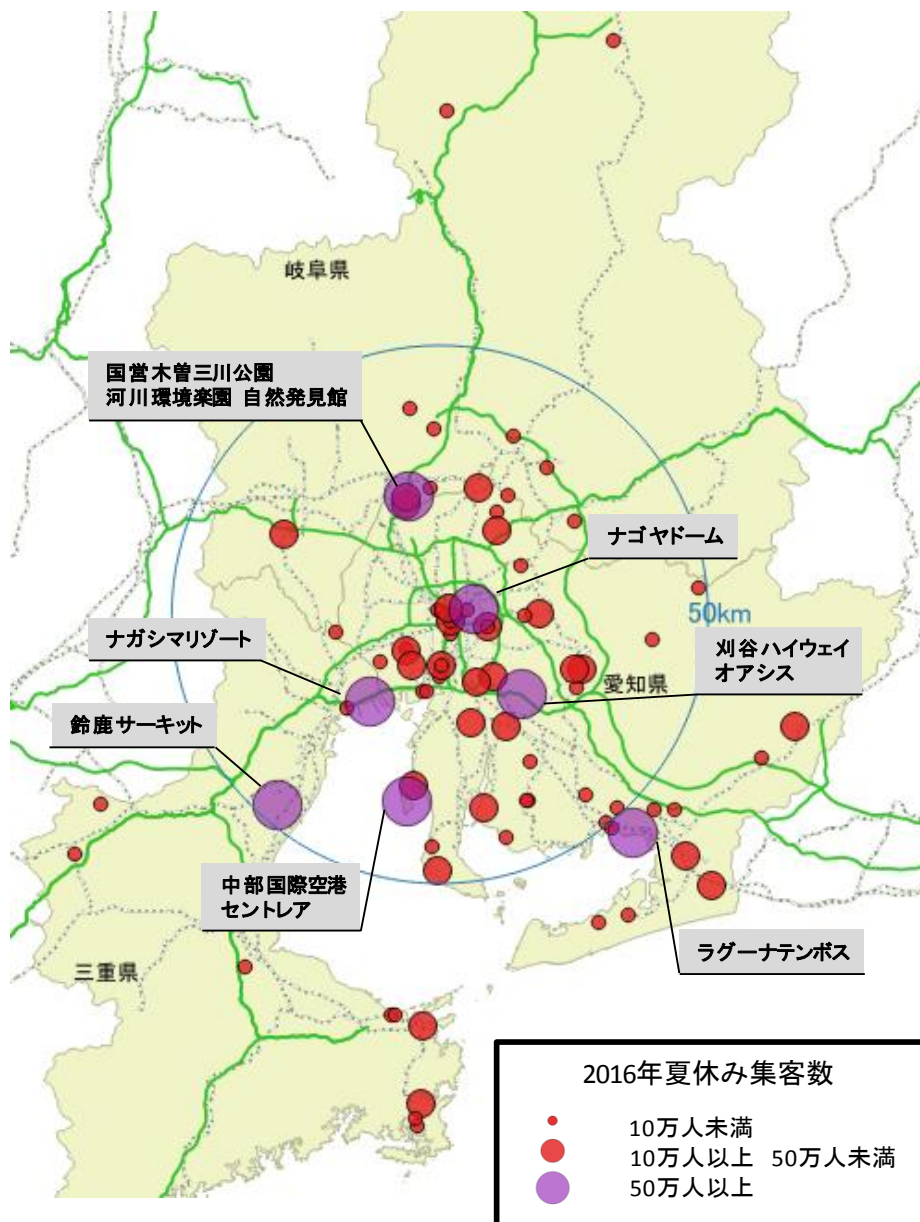 岐阜県
国営木曽三川公園
河川環境楽園 自然発見館
ナゴヤドーム
50km
ナガシマリゾート
刈谷ハイウェイ
オアシス
愛知県
鈴鹿サーキット
中部国際空港
セントレア
ラグーナテンボス
三重県
2016年夏休み集客数
10万人未満
10万人以上 50万人未満
50万人以上